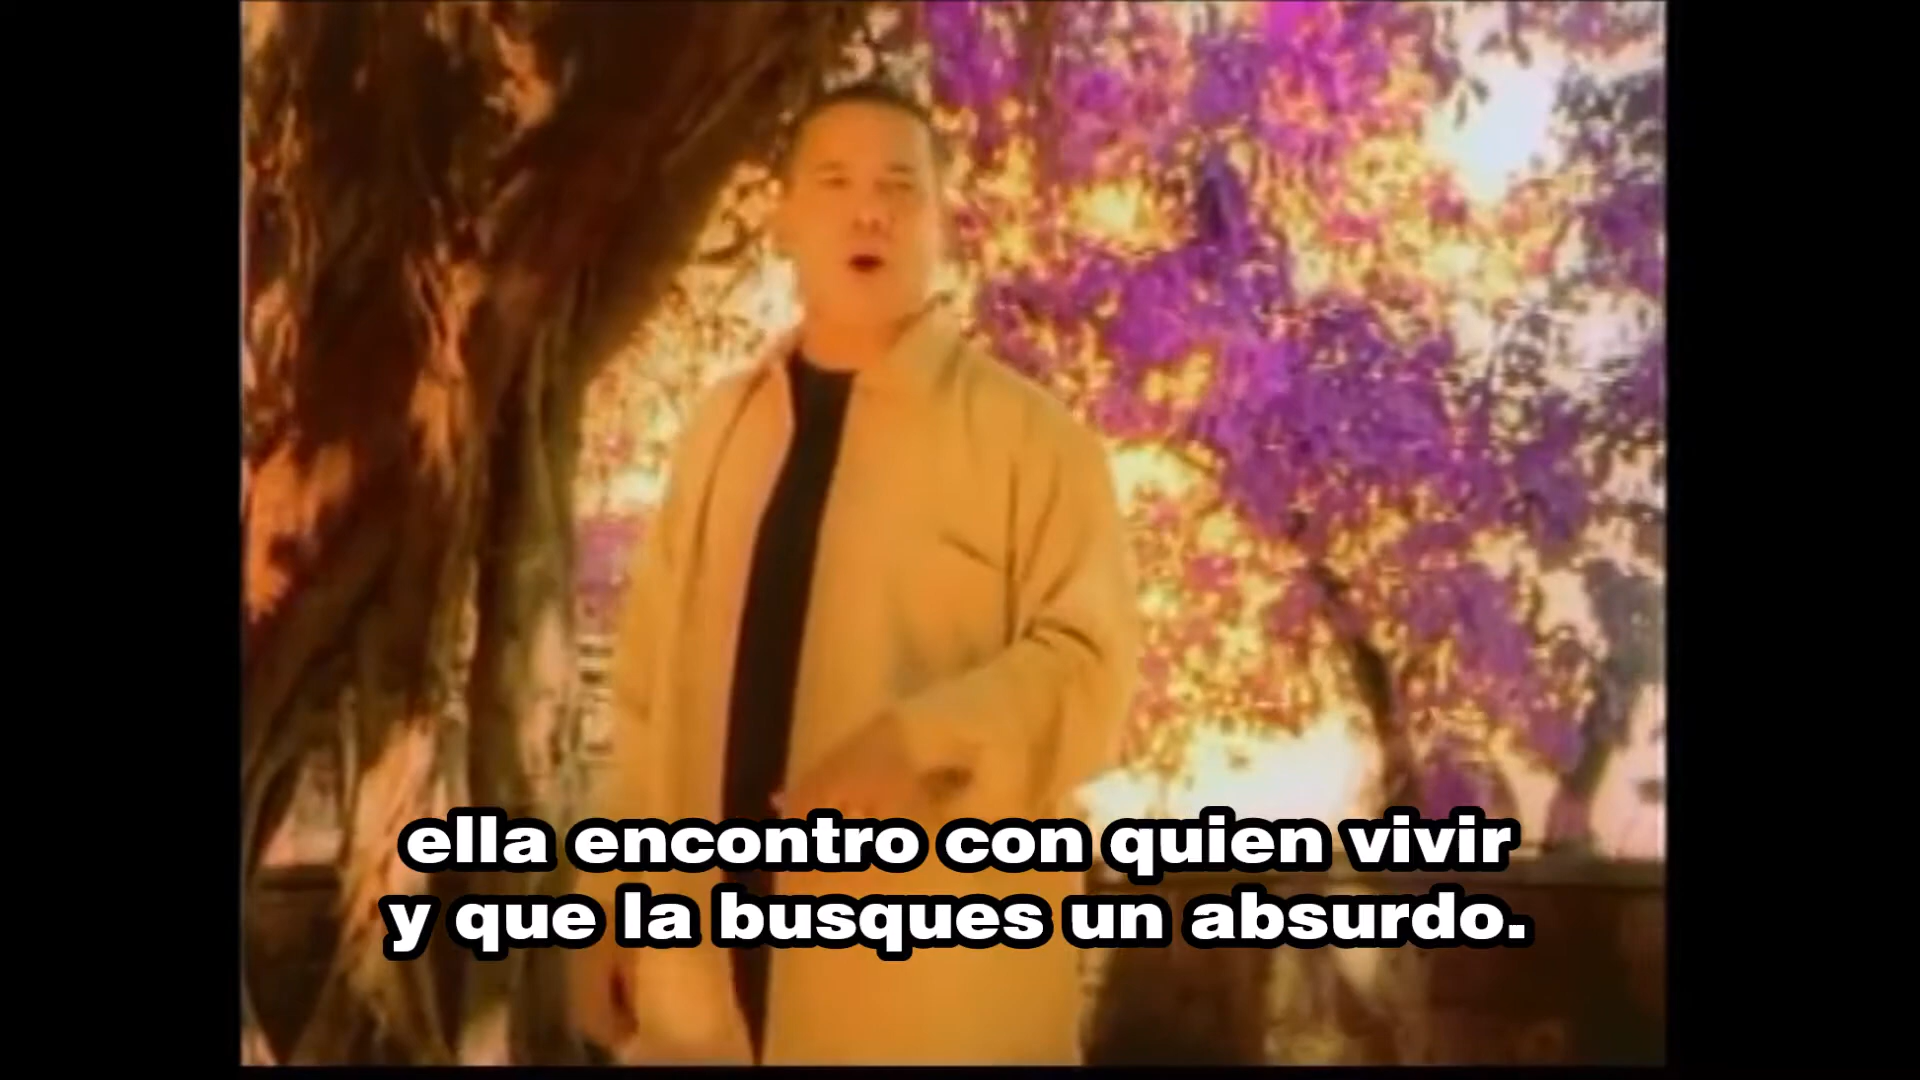 ella encontro con quien vivir
y que la busques un absurdo.